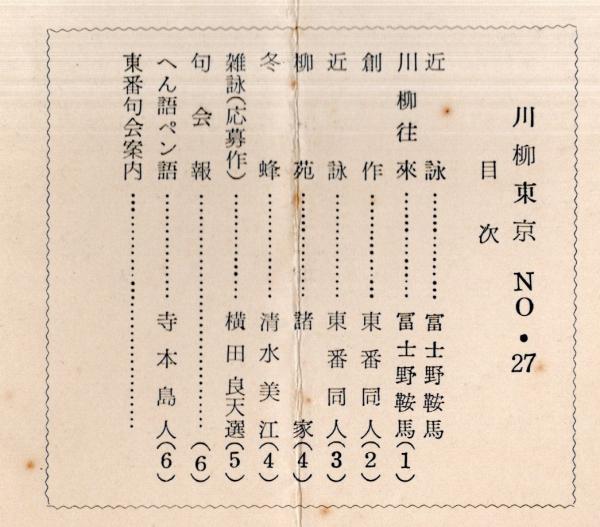 川柳東京 NO・27
目次
近詠…………冨士野鞍馬
川柳往來…………冨士野鞍馬(1)
創作…………東番同人(2)
近詠…………東番同人(3)
柳苑…………諸家(4)
冬蜂…………清水美江(4)
雑詠(応募作)…………横田良天選(5)
句会報…………(6)
へん語ペン語…………寺本島人(6)
東番句会案内…………